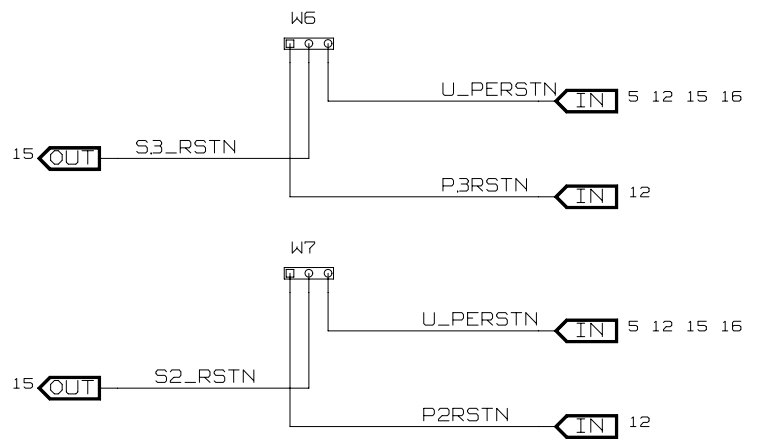 W6
U_PERSTN IN 5 12 15 16
15 OUT S3_RSTN
P3RSTN IN 12
W7
U_PERSTN IN 5 12 15 16
15 OUT S2_RSTN
P2RSTN IN 12